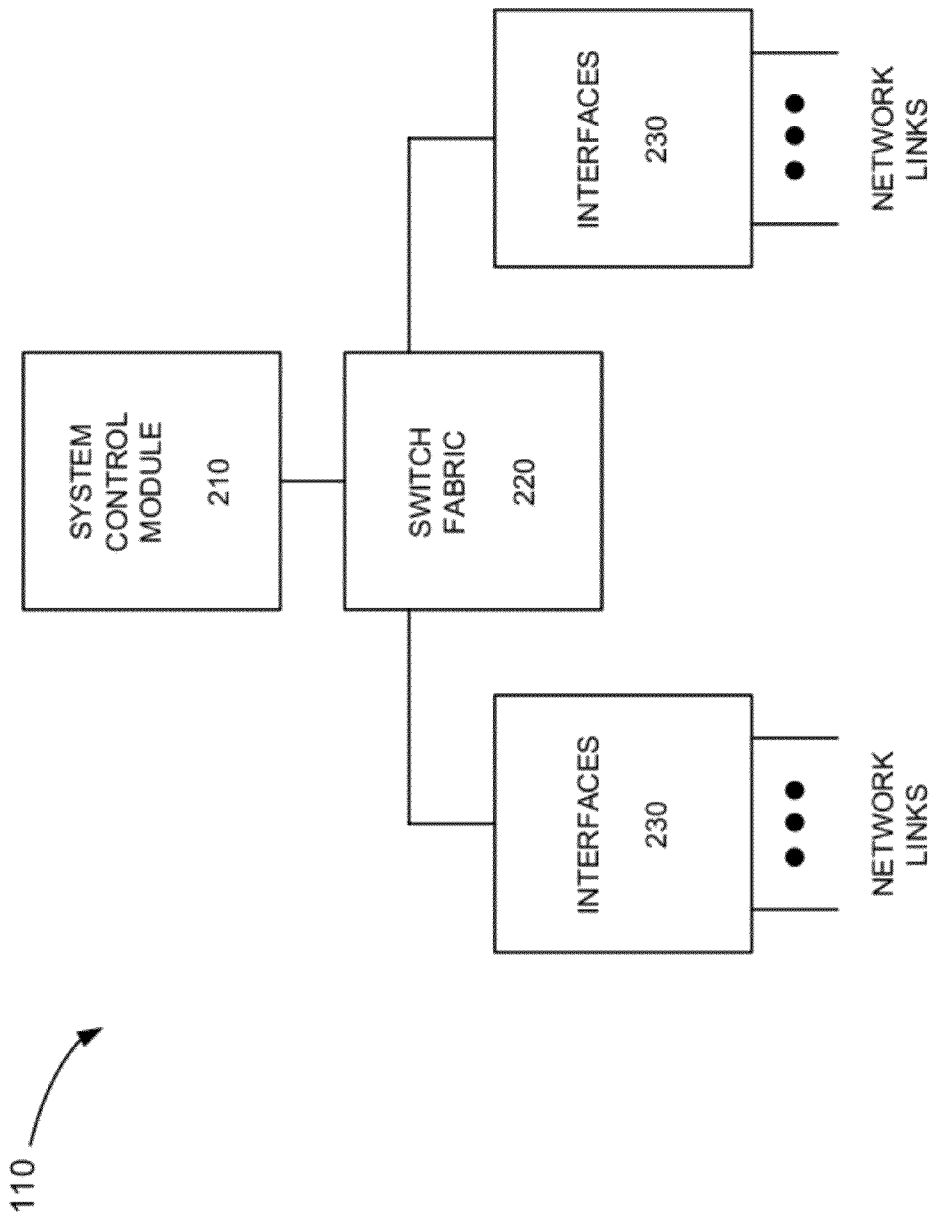 110
SYSTEM
CONTROL
MODULE
210
SWITCH
FABRIC
220
INTERFACES
230
NETWORK
LINKS
INTERFACES
230
NETWORK
LINKS